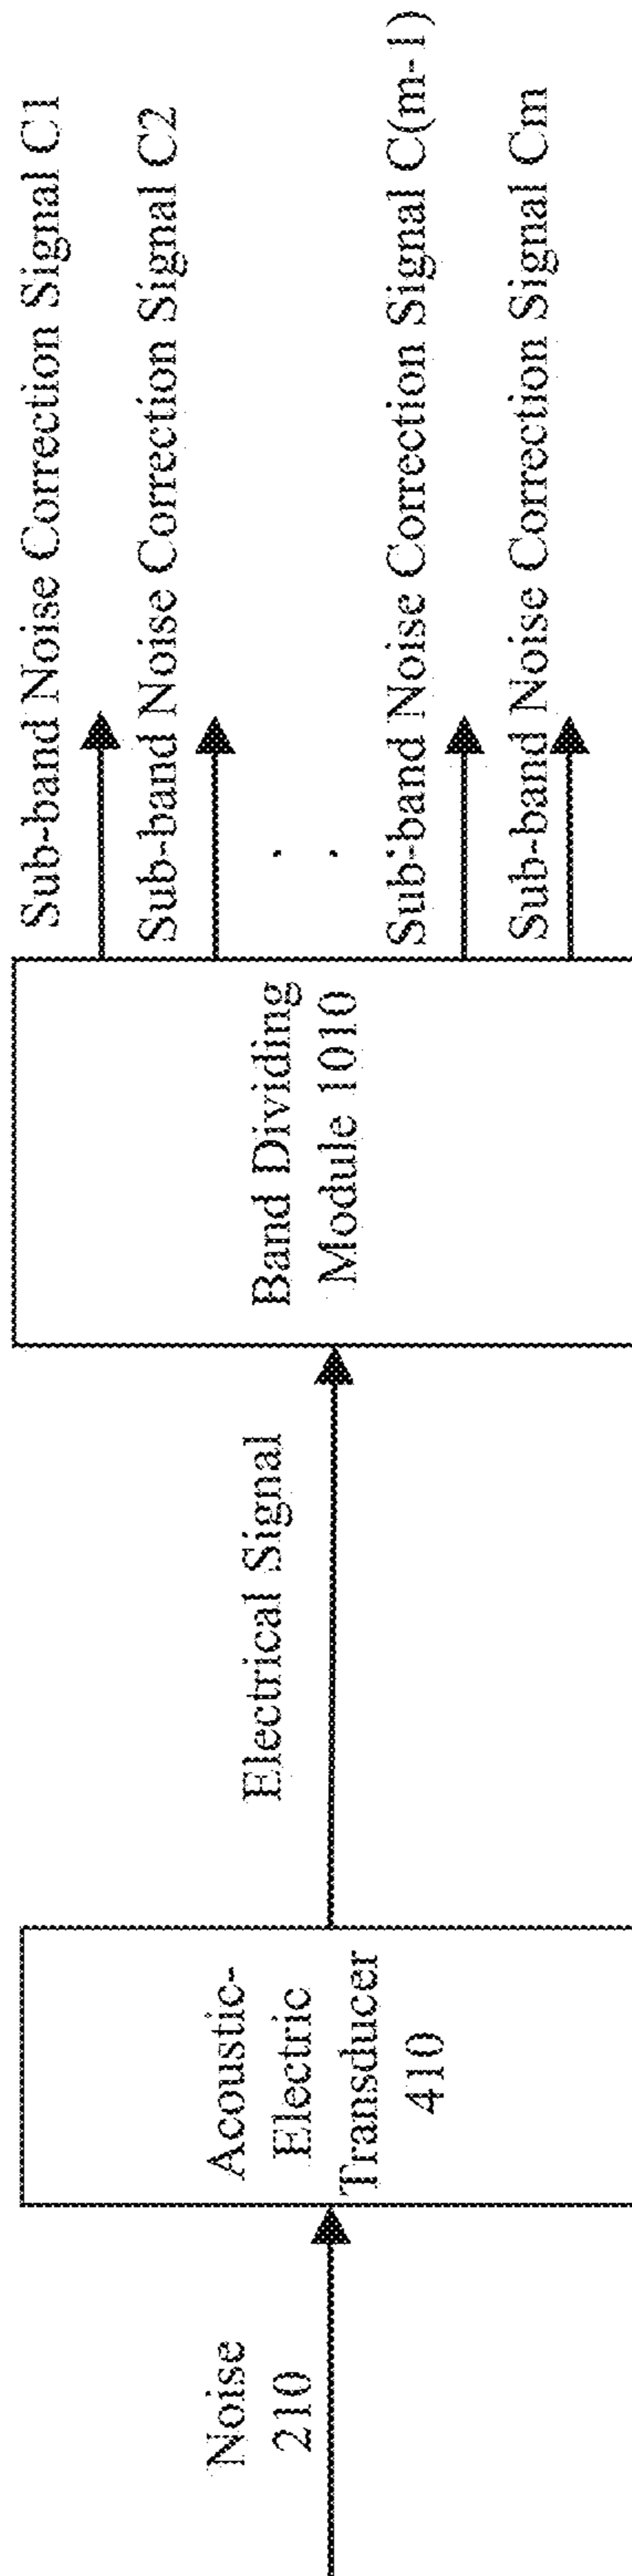 Noise
210
Acoustic-
Electric
Transducer
410
Electrical Signal
Band Dividing
Module 1010
Sub-band Noise Correction Signal C1
Sub-band Noise Correction Signal C2
Sub-band Noise Correction Signal C(m-1)
Sub-band Noise Correction Signal Cm